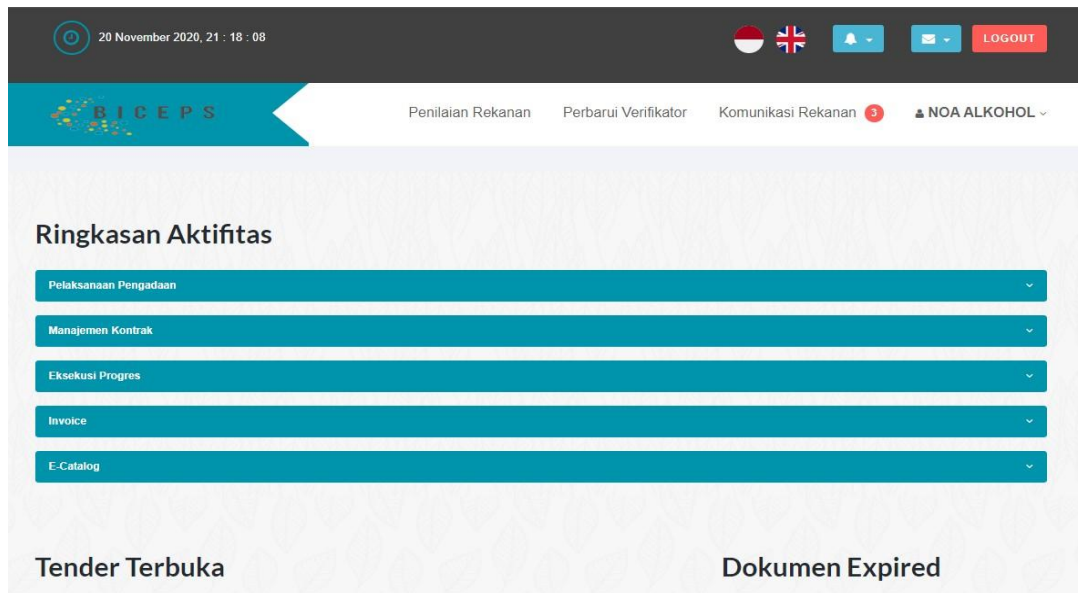 20 November 2020, 21 : 18 : 08
LOGOUT
BICEPS
Penilaian Rekanan
Perbarui Verifikator
Komunikasi Rekanan 3
NOA ALKOHOL
Ringkasan Aktifitas
Pelaksanaan Pengadaan
Manajemen Kontrak
Eksekusi Progres
Invoice
E-Catalog
Tender Terbuka
Dokumen Expired